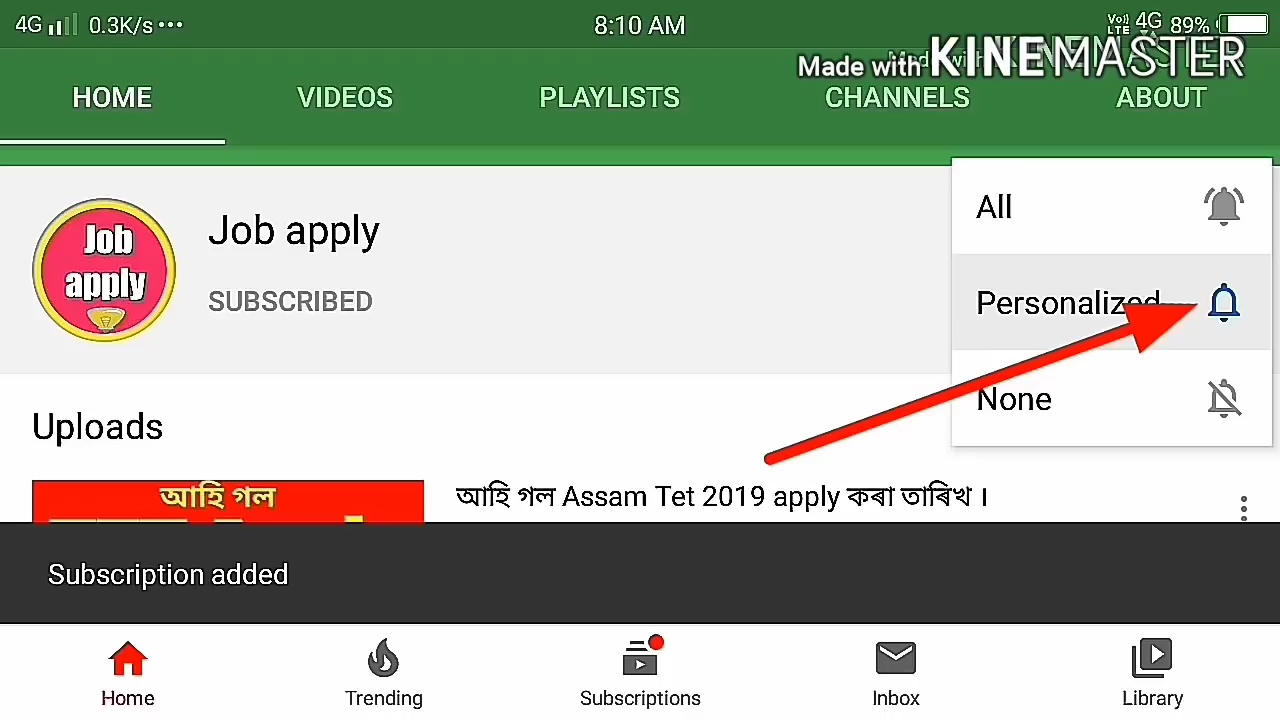 4G 0.3K/s 8:10 AM VoLTE 4G 89%
Made with KINEMASTER
HOME VIDEOS PLAYLISTS CHANNELS ABOUT
Job apply
Job apply
SUBSCRIBED
All
Personalized
None
Uploads
আহি গল
আহি গল Assam Tet 2019 apply কৰা তাৰিখ ।
Subscription added
Home Trending Subscriptions Inbox Library